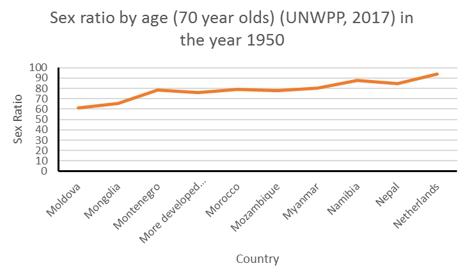 Sex ratio by age (70 year olds) (UNWPP, 2017) in
the year 1950
100
90
80
70
60
50
40
30
20
10
0
Sex Ratio
Moldova
Mongolia
Montenegro
More developed...
Morocco
Mozambique
Myanmar
Namibia
Nepal
Netherlands
Country